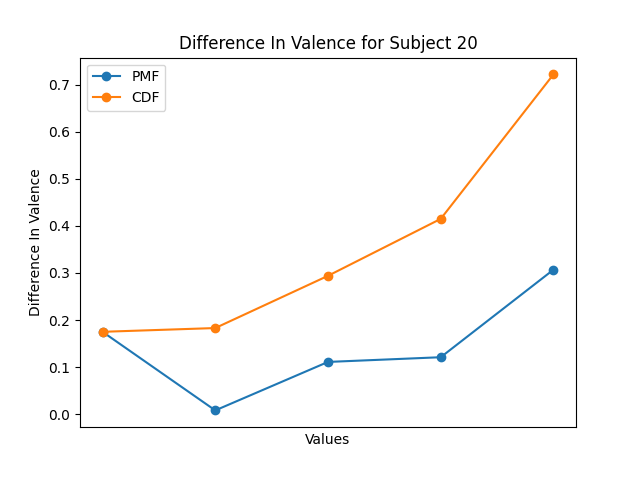 Difference In Valence for Subject 20
PMF
CDF
0.7
0.6
0.5
0.4
0.3
0.2
0.1
0.0
Difference In Valence
Values